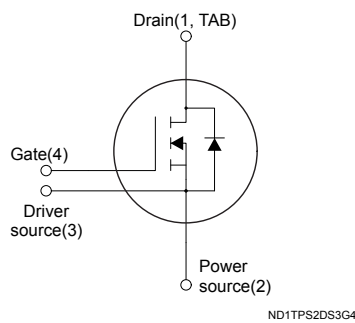 Drain(1, TAB)
Gate(4)
Driver
source(3)
Power
source(2)
ND1TPS2DS3G4